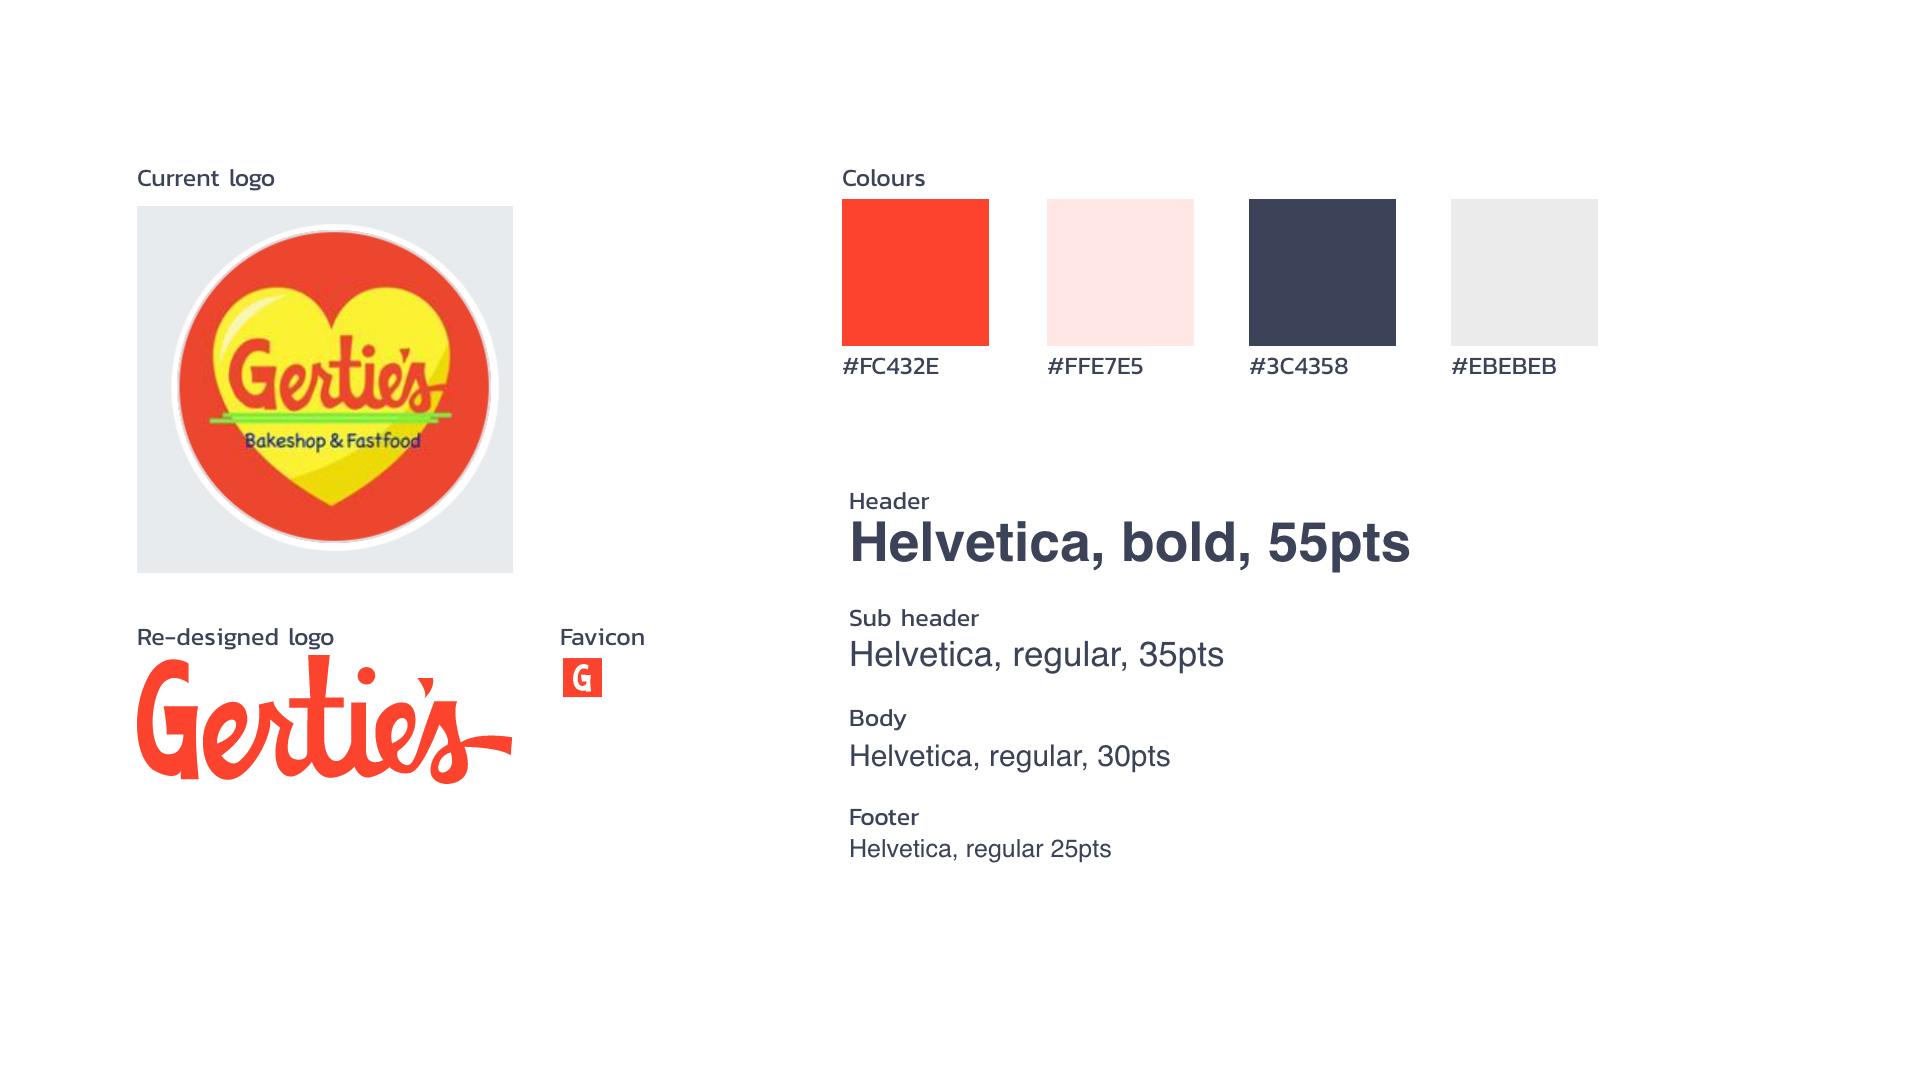 Current logo
Gertie's
Bakeshop & Fastfood
Re-designed logo
Gertie's
Favicon
G
Colours
#FC432E
#FFE7E5
#3C4358
#EBEBEB
Header
Helvetica, bold, 55pts
Sub header
Helvetica, regular, 35pts
Body
Helvetica, regular, 30pts
Footer
Helvetica, regular 25pts